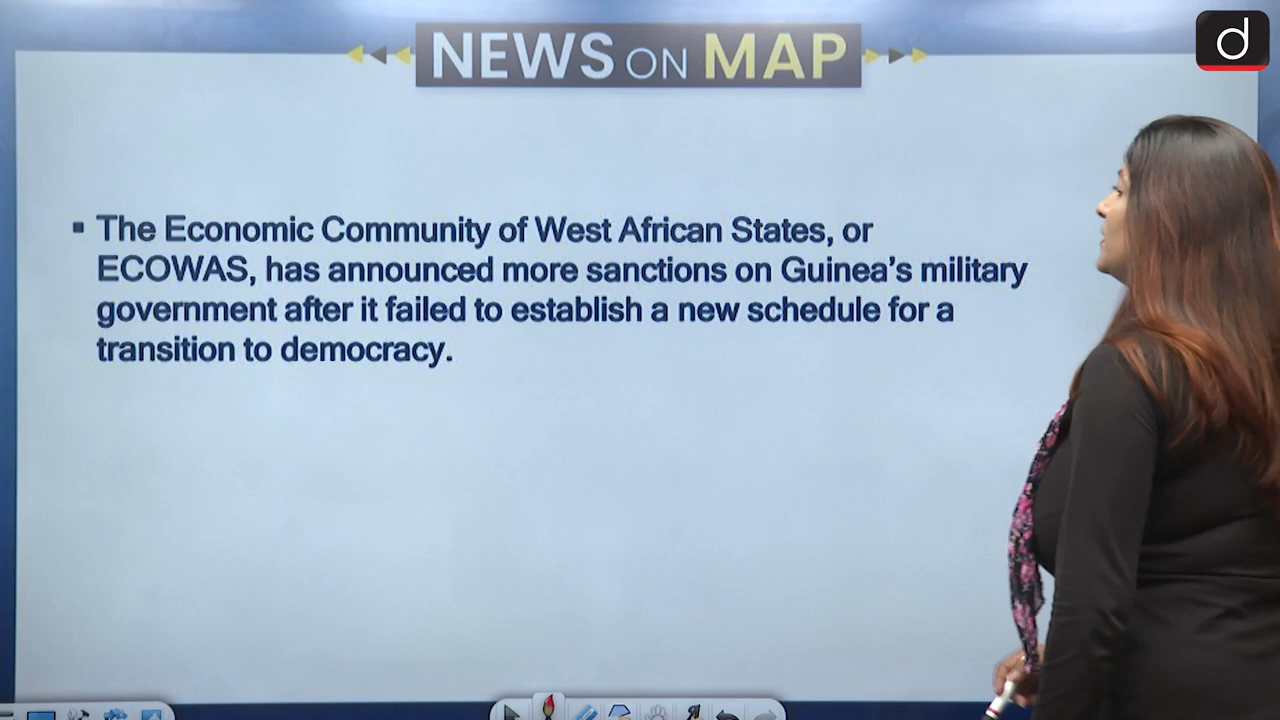 NEWS ON MAP
d
▪ The Economic Community of West African States, or
ECOWAS, has announced more sanctions on Guinea's military
government after it failed to establish a new schedule for a
transition to democracy.